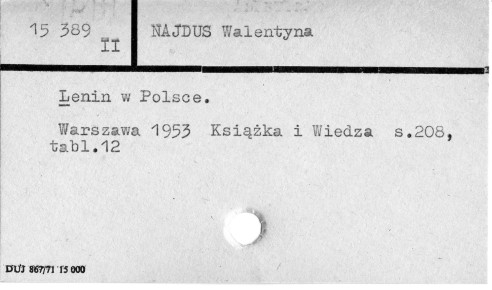 15 389 II
NAJDUS Walentyna
Lenin w Polsce.
Warszawa 1953 Książka i Wiedza s.208,
tabl.12
DUJ 867/71 15 000